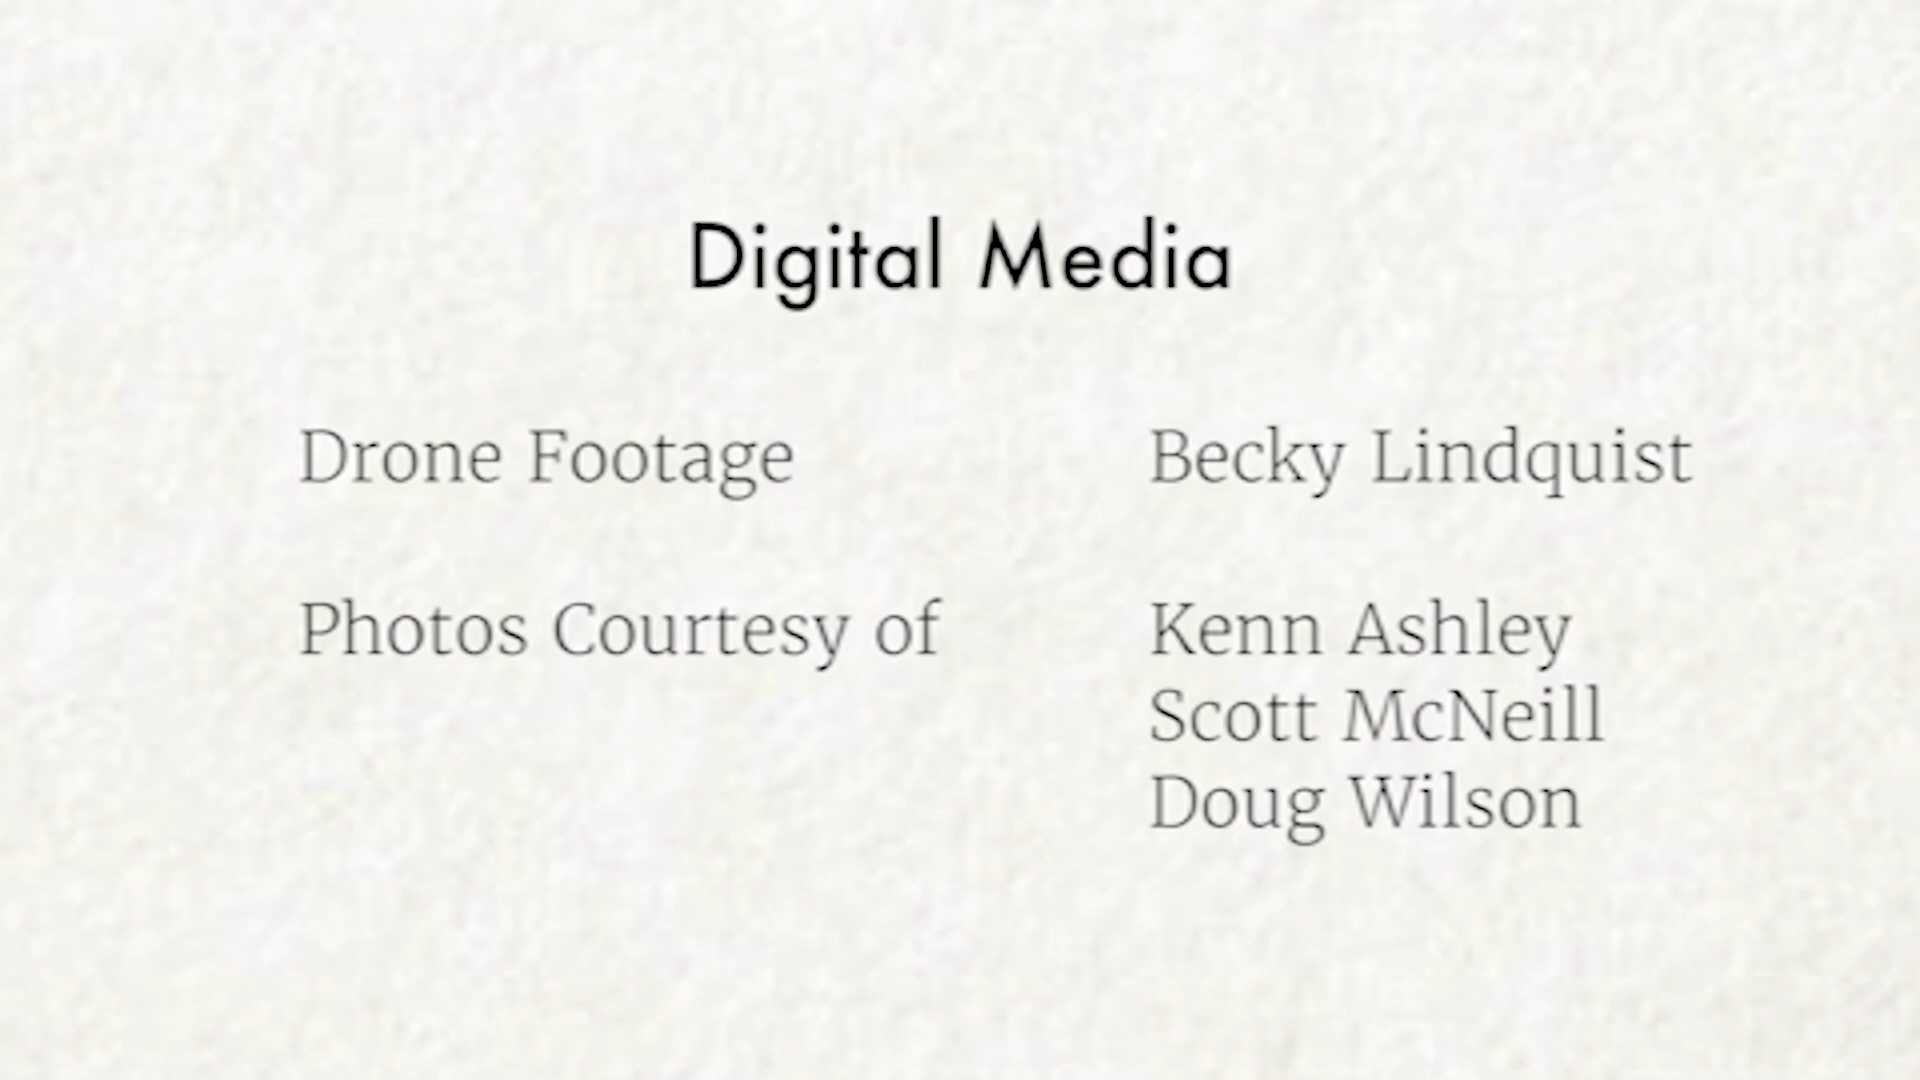 Digital Media
Drone Footage Becky Lindquist
Photos Courtesy of Kenn Ashley
Scott McNeill
Doug Wilson